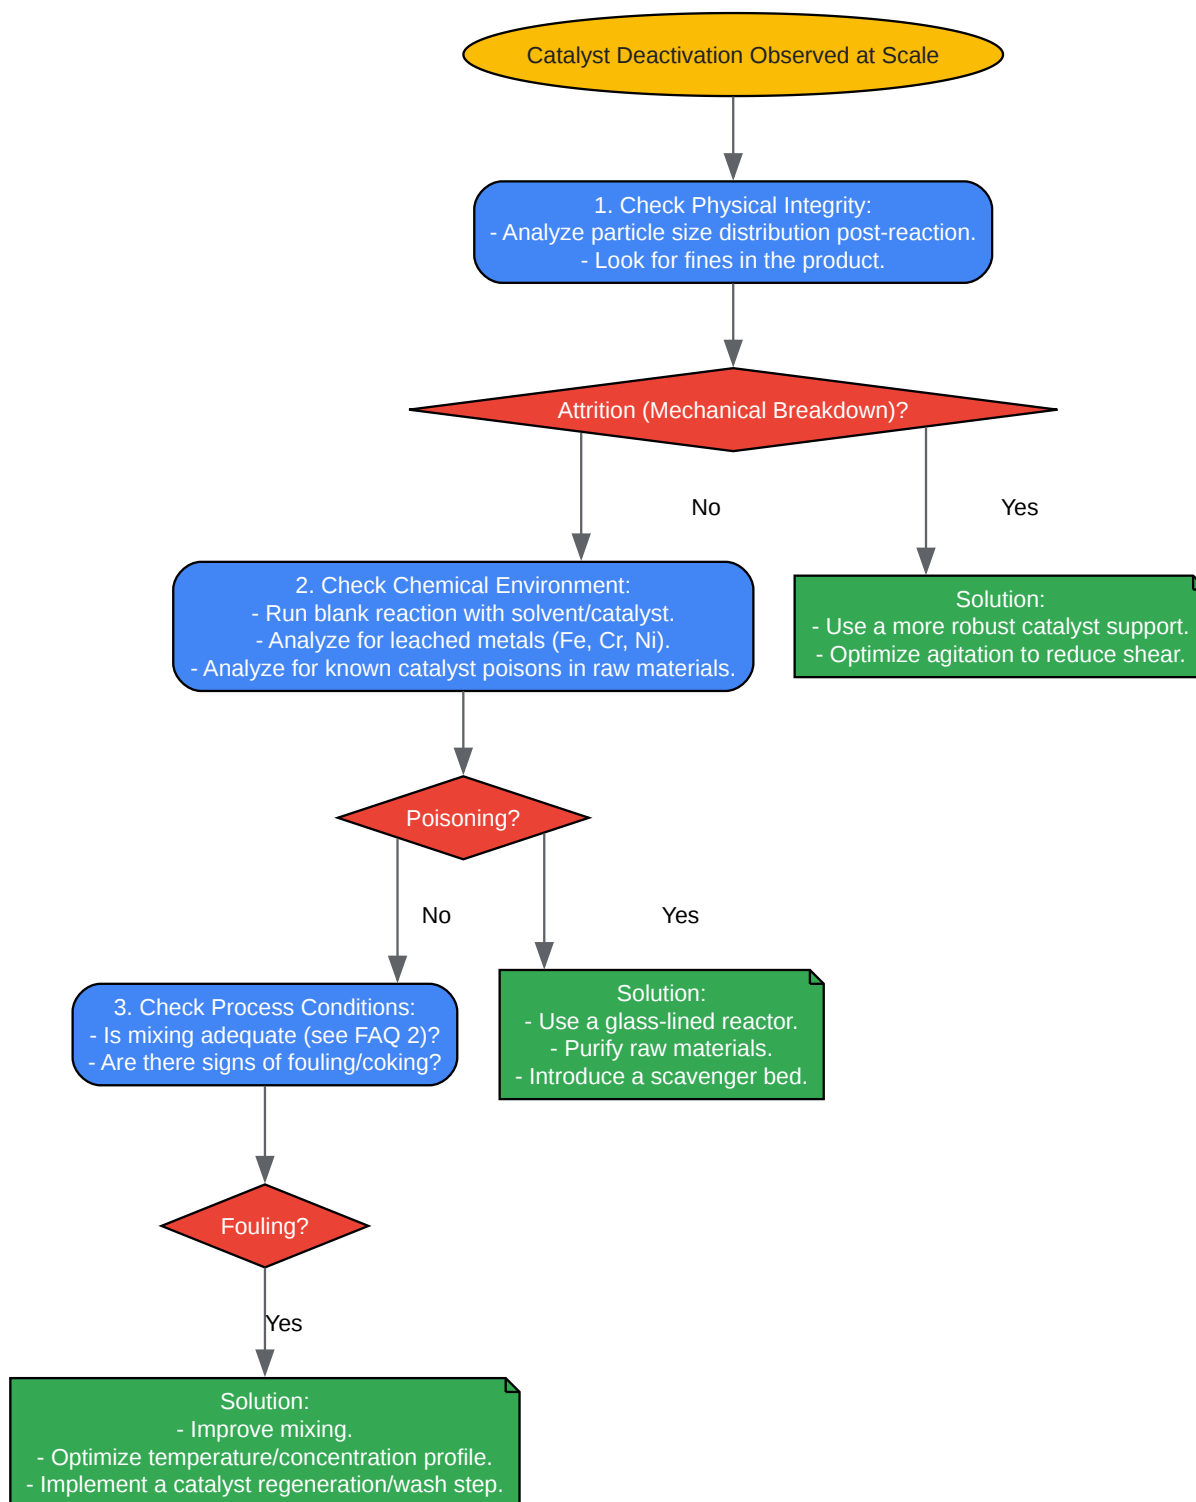 Catalyst Deactivation Observed at Scale
1. Check Physical Integrity:
- Analyze particle size distribution post-reaction.
- Look for fines in the product.
Attrition (Mechanical Breakdown)?
No
Yes
2. Check Chemical Environment:
- Run blank reaction with solvent/catalyst.
- Analyze for leached metals (Fe, Cr, Ni).
- Analyze for known catalyst poisons in raw materials.
Solution:
- Use a more robust catalyst support.
- Optimize agitation to reduce shear.
Poisoning?
No
Yes
3. Check Process Conditions:
- Is mixing adequate (see FAQ 2)?
- Are there signs of fouling/coking?
Solution:
- Use a glass-lined reactor.
- Purify raw materials.
- Introduce a scavenger bed.
Fouling?
Yes
Solution:
- Improve mixing.
- Optimize temperature/concentration profile.
- Implement a catalyst regeneration/wash step.